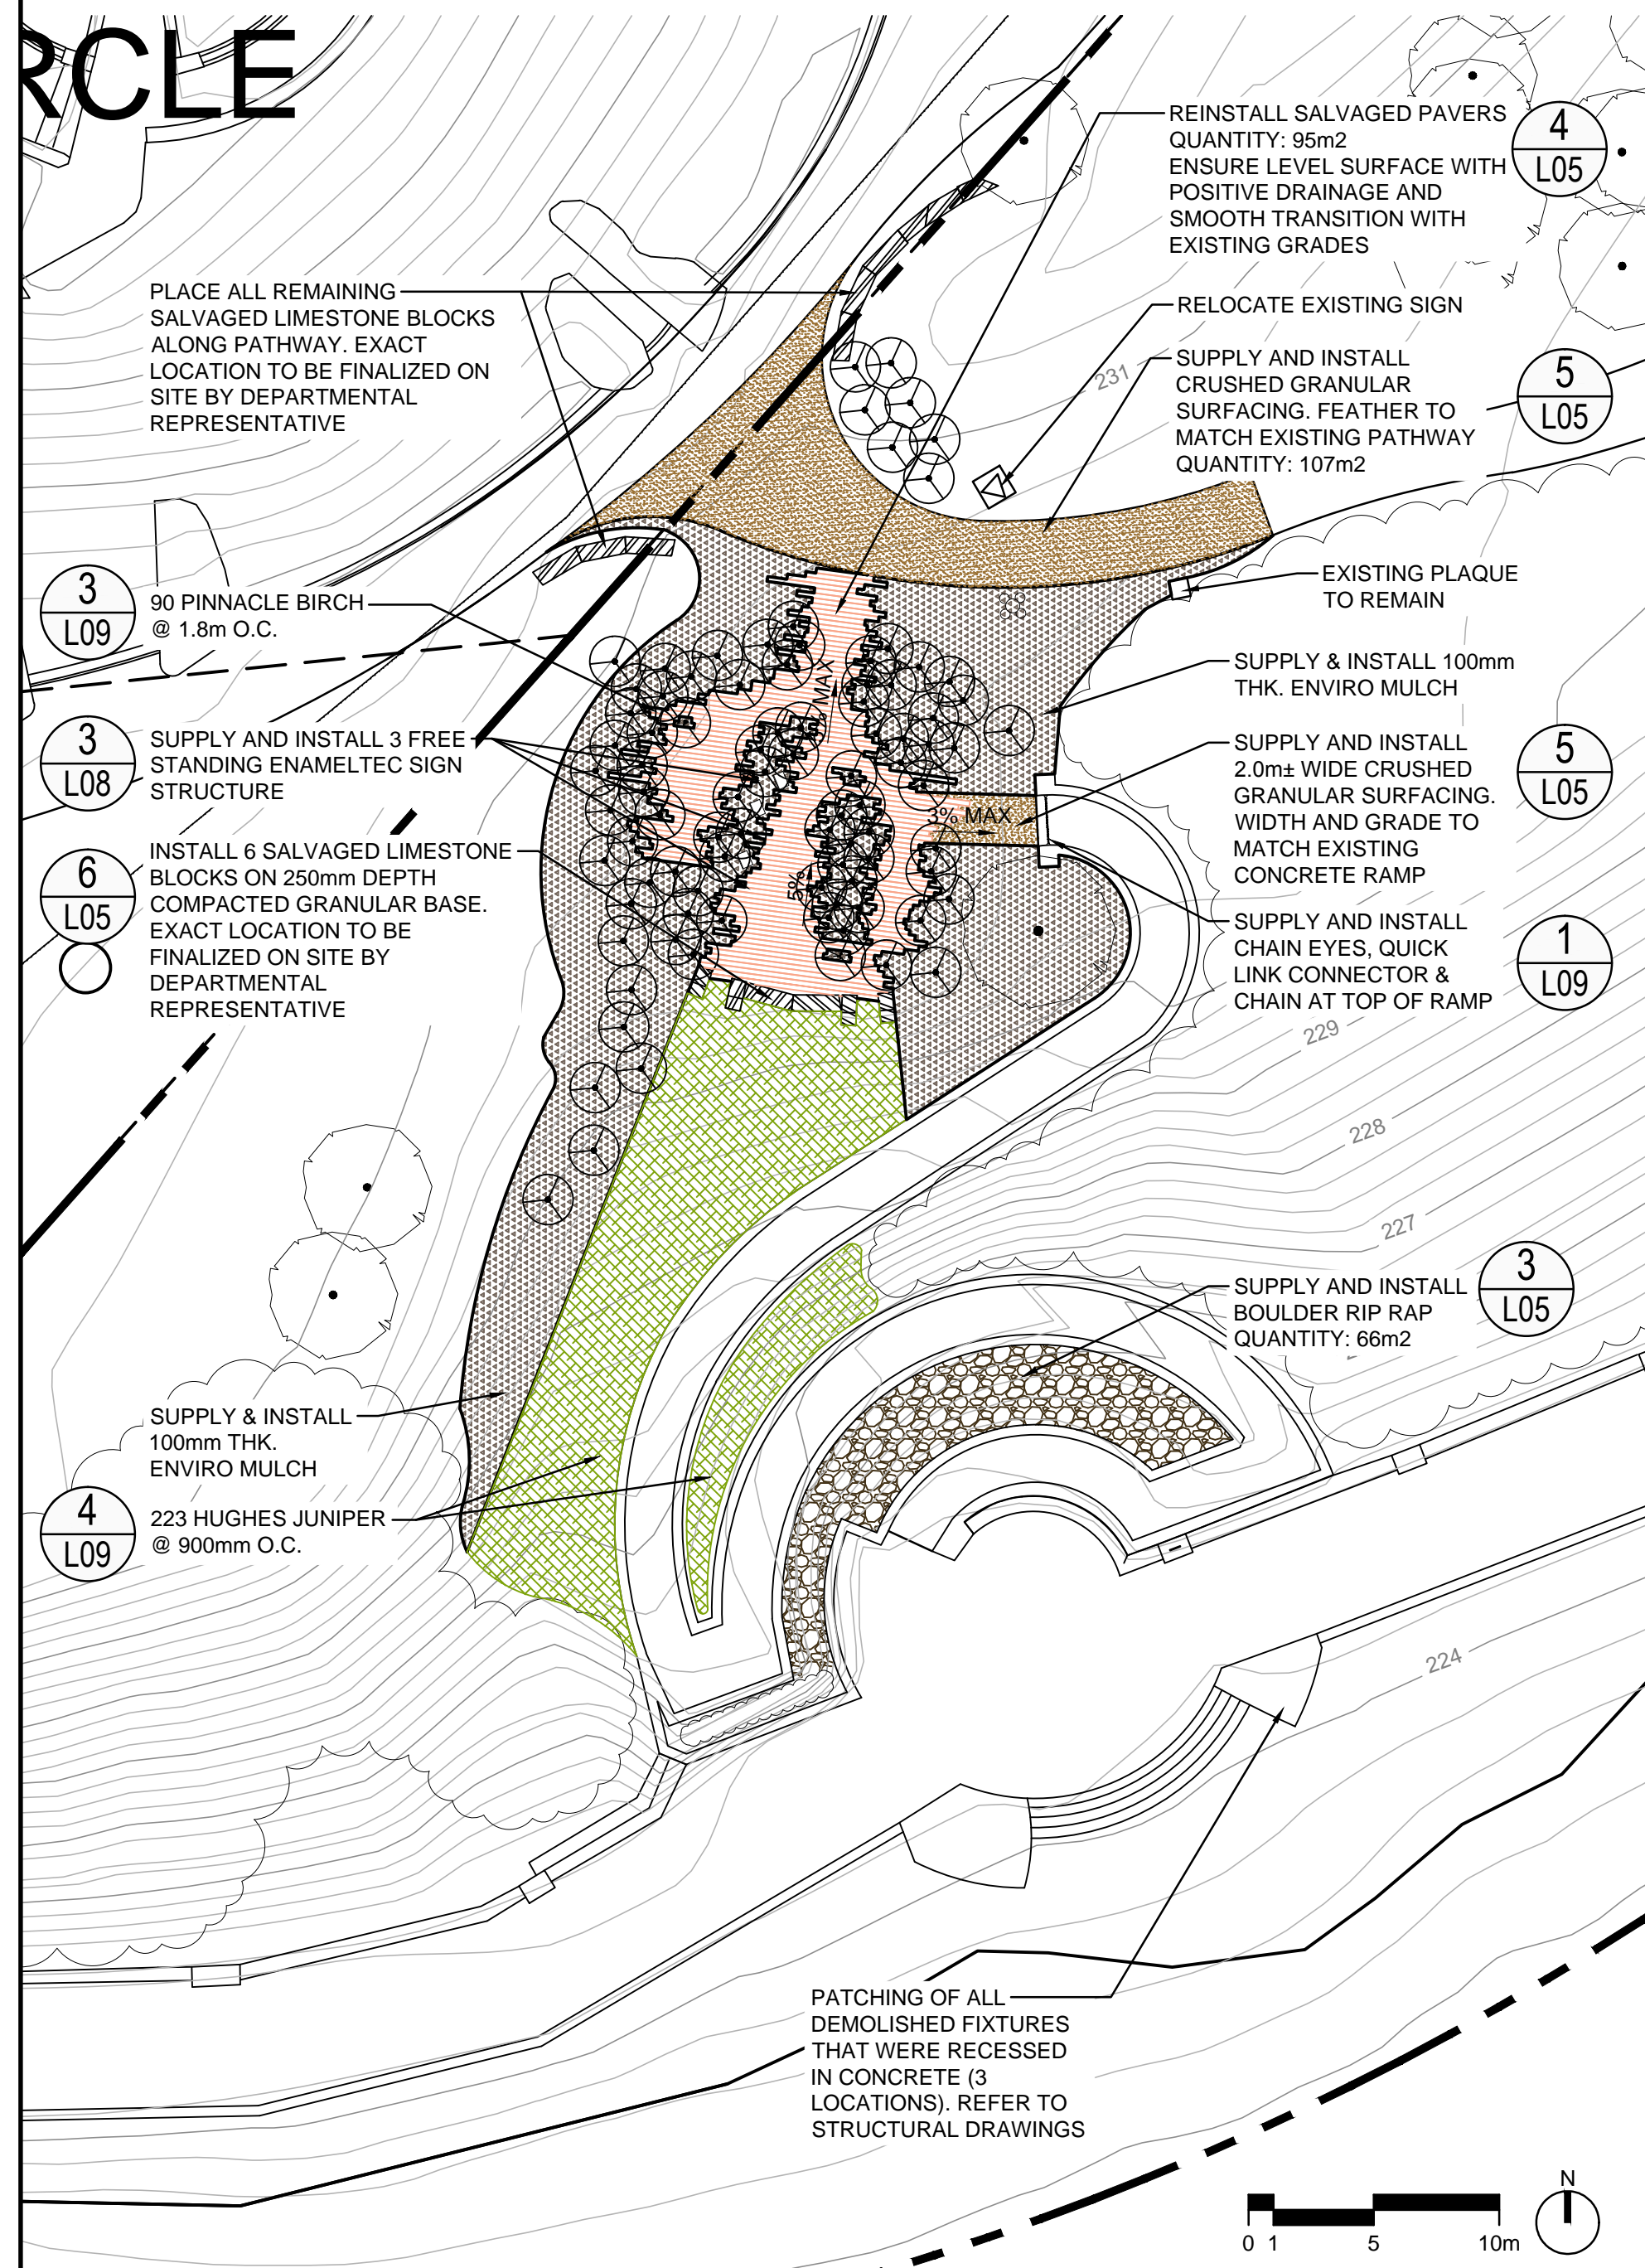 RCLE
REINSTALL SALVAGED PAVERS
QUANTITY: 95m2
ENSURE LEVEL SURFACE WITH
POSITIVE DRAINAGE AND
SMOOTH TRANSITION WITH
EXISTING GRADES
4
L05
PLACE ALL REMAINING
SALVAGED LIMESTONE BLOCKS
ALONG PATHWAY. EXACT
LOCATION TO BE FINALIZED ON
SITE BY DEPARTMENTAL
REPRESENTATIVE
RELOCATE EXISTING SIGN
231
SUPPLY AND INSTALL
CRUSHED GRANULAR
SURFACING. FEATHER TO
MATCH EXISTING PATHWAY
QUANTITY: 107m2
5
L05
3
L09
90 PINNACLE BIRCH
@ 1.8m O.C.
EXISTING PLAQUE
TO REMAIN
SUPPLY & INSTALL 100mm
THK. ENVIRO MULCH
MAX
3
L08
SUPPLY AND INSTALL 3 FREE
STANDING ENAMELTEC SIGN
STRUCTURE
SUPPLY AND INSTALL
2.0m± WIDE CRUSHED
GRANULAR SURFACING.
WIDTH AND GRADE TO
MATCH EXISTING
CONCRETE RAMP
5
L05
3% MAX
5%
6
L05
INSTALL 6 SALVAGED LIMESTONE
BLOCKS ON 250mm DEPTH
COMPACTED GRANULAR BASE.
EXACT LOCATION TO BE
FINALIZED ON SITE BY
DEPARTMENTAL
REPRESENTATIVE
SUPPLY AND INSTALL
CHAIN EYES, QUICK
LINK CONNECTOR &
CHAIN AT TOP OF RAMP
1
L09
229
228
227
SUPPLY AND INSTALL
BOULDER RIP RAP
QUANTITY: 66m2
3
L05
SUPPLY & INSTALL
100mm THK.
ENVIRO MULCH
4
L09
223 HUGHES JUNIPER
@ 900mm O.C.
224
PATCHING OF ALL
DEMOLISHED FIXTURES
THAT WERE RECESSED
IN CONCRETE (3
LOCATIONS). REFER TO
STRUCTURAL DRAWINGS
N
0 1 5 10m